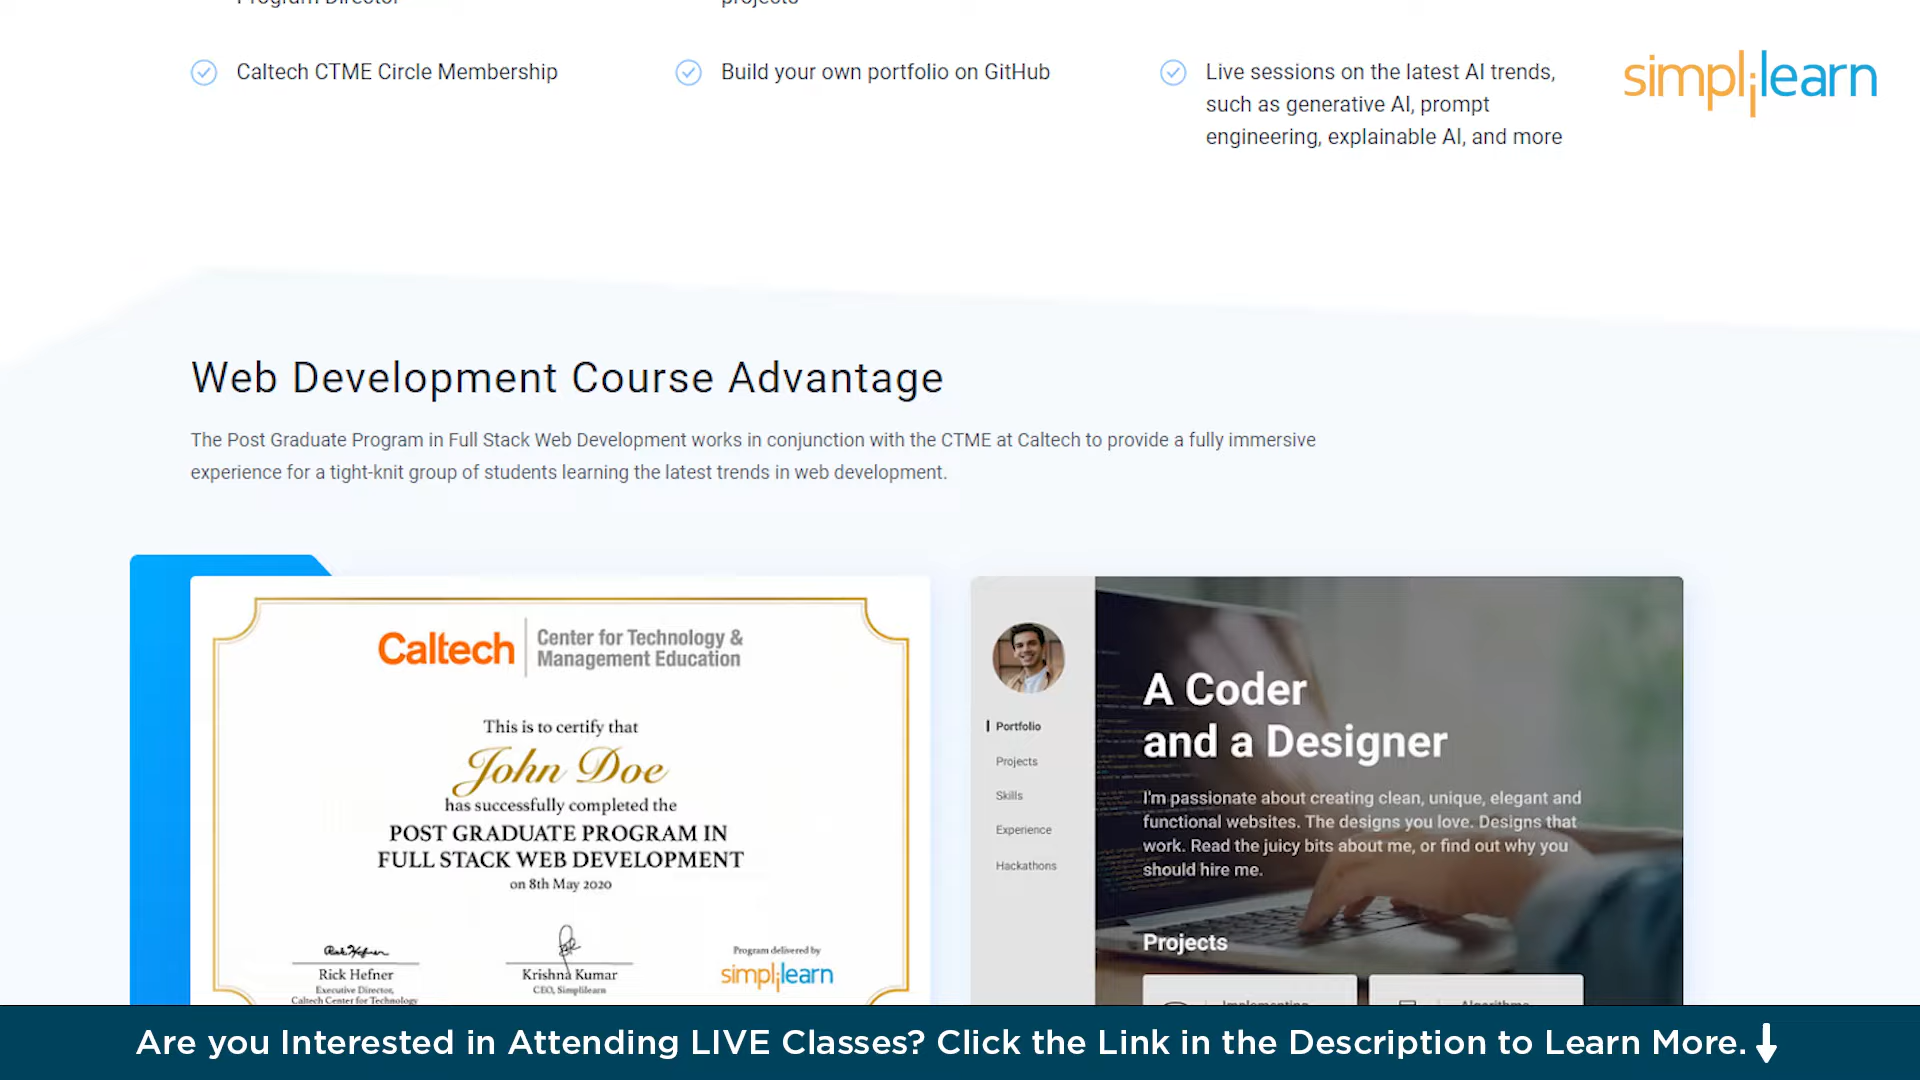 Program Director
projects
Caltech CTME Circle Membership
Build your own portfolio on GitHub
Live sessions on the latest AI trends,
such as generative AI, prompt
engineering, explainable AI, and more
simplilearn
Web Development Course Advantage
The Post Graduate Program in Full Stack Web Development works in conjunction with the CTME at Caltech to provide a fully immersive
experience for a tight-knit group of students learning the latest trends in web development.
Caltech
Center for Technology &
Management Education
This is to certify that
John Doe
has successfully completed the
POST GRADUATE PROGRAM IN
FULL STACK WEB DEVELOPMENT
on 8th May 2020
Rick Hefner
Executive Director,
Caltech Center for Technology
Krishna Kumar
CEO, Simplilearn
Program delivered by
simplilearn
Portfolio
Projects
Skills
Experience
Hackathons
A Coder
and a Designer
I'm passionate about creating clean, unique, elegant and
functional websites. The designs you love. Designs that
work. Read the juicy bits about me, or find out why you
should hire me.
Projects
Implementing
Algorithms
Are you Interested in Attending LIVE Classes? Click the Link in the Description to Learn More.